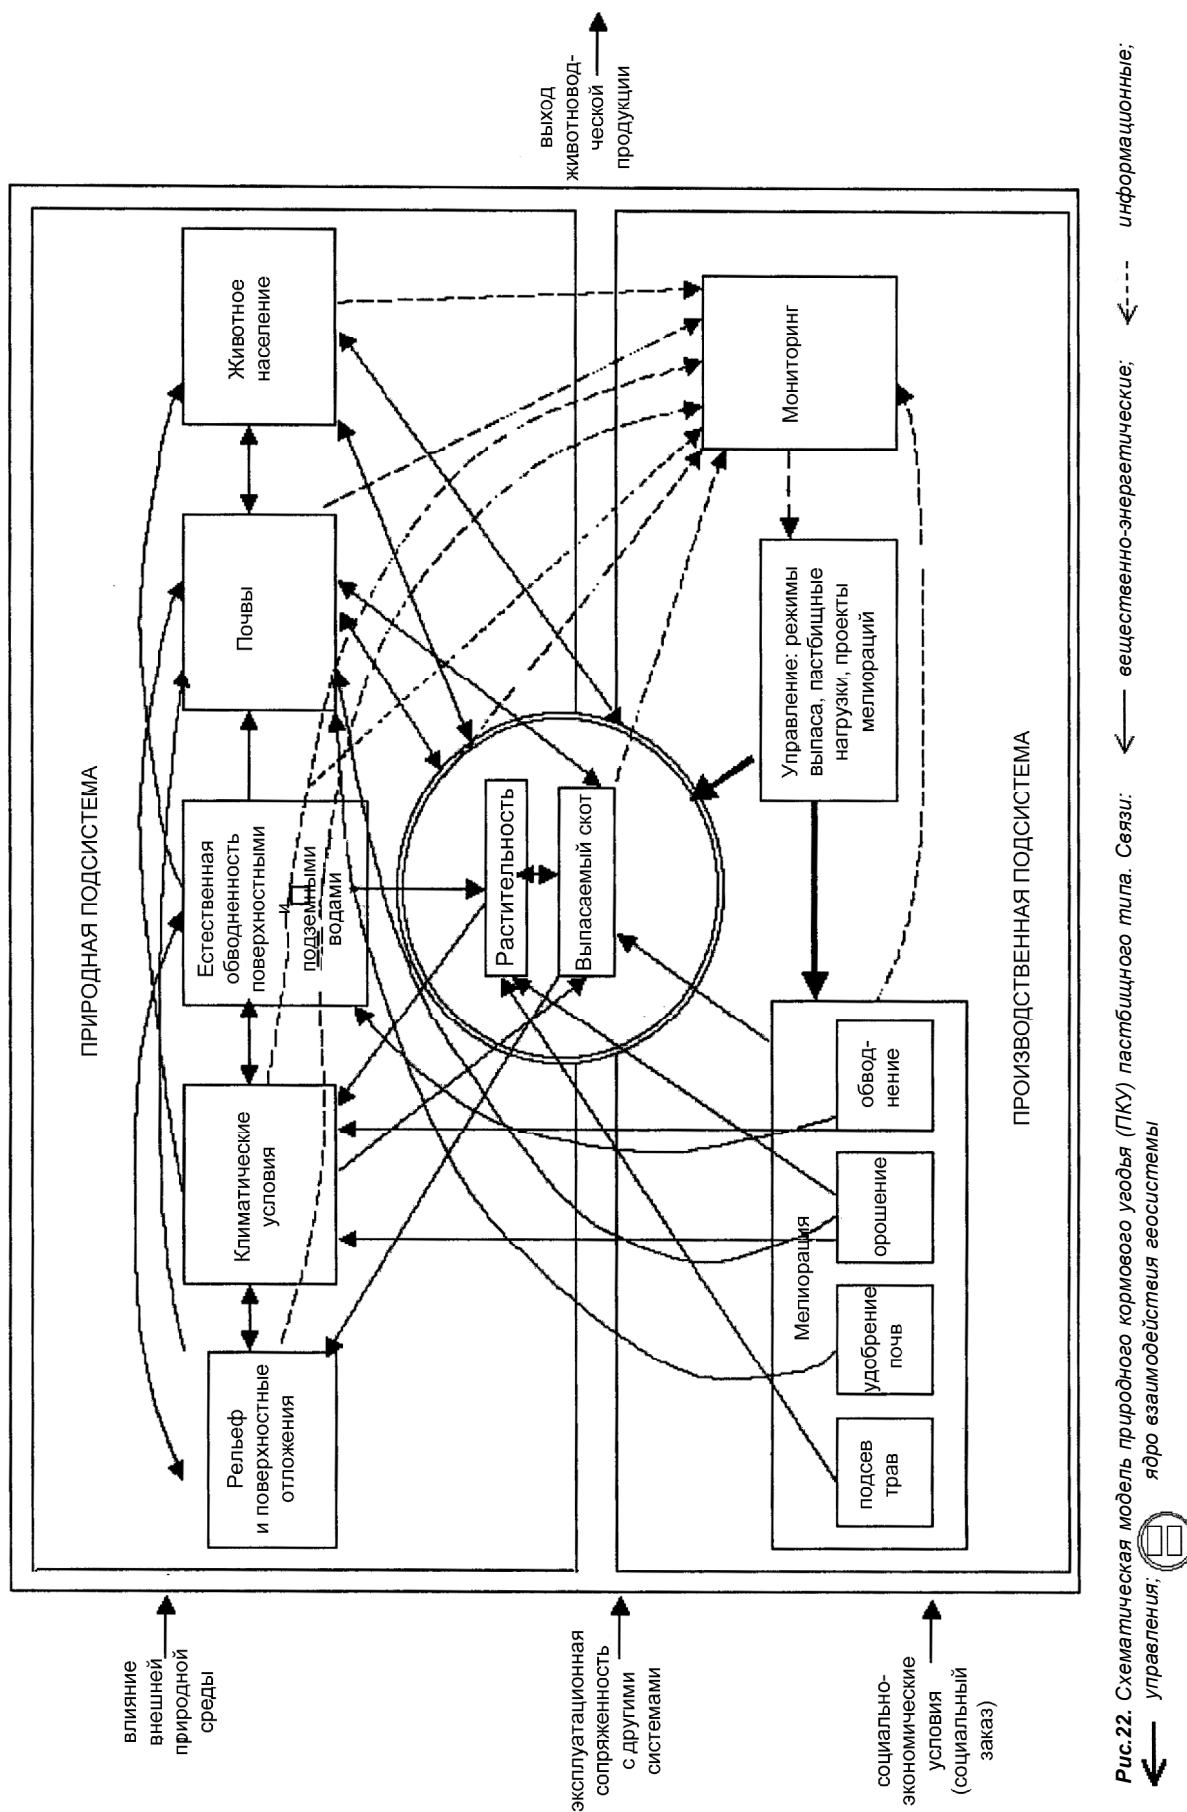 влияние
внешней
природной
среды
эксплуатационная
сопряженность
с другими
системами
социально-
экономические
условия
(социальный
заказ)
ПРИРОДНАЯ ПОДСИСТЕМА
Рельеф
и поверхностные
отложения
Климатические
условия
Естественная
обводненность
поверхностными
и
подземными
водами
Почвы
Животное
население
Растительность
Выпасаемый скот
Мелиорация
подсев
трав
удобрение
почв
орошение
обвод-
нение
Управление: режимы
выпаса, пастбищные
нагрузки, проекты
мелиораций
Мониторинг
ПРОИЗВОДСТВЕННАЯ ПОДСИСТЕМА
выход
животновод-
ческой
продукции
Рис.22. Схематическая модель природного кормового угодья (ПКУ) пастбищного типа. Связи: вещественно-энергетические; информационные;
управления; ядро взаимодействия геосистемы